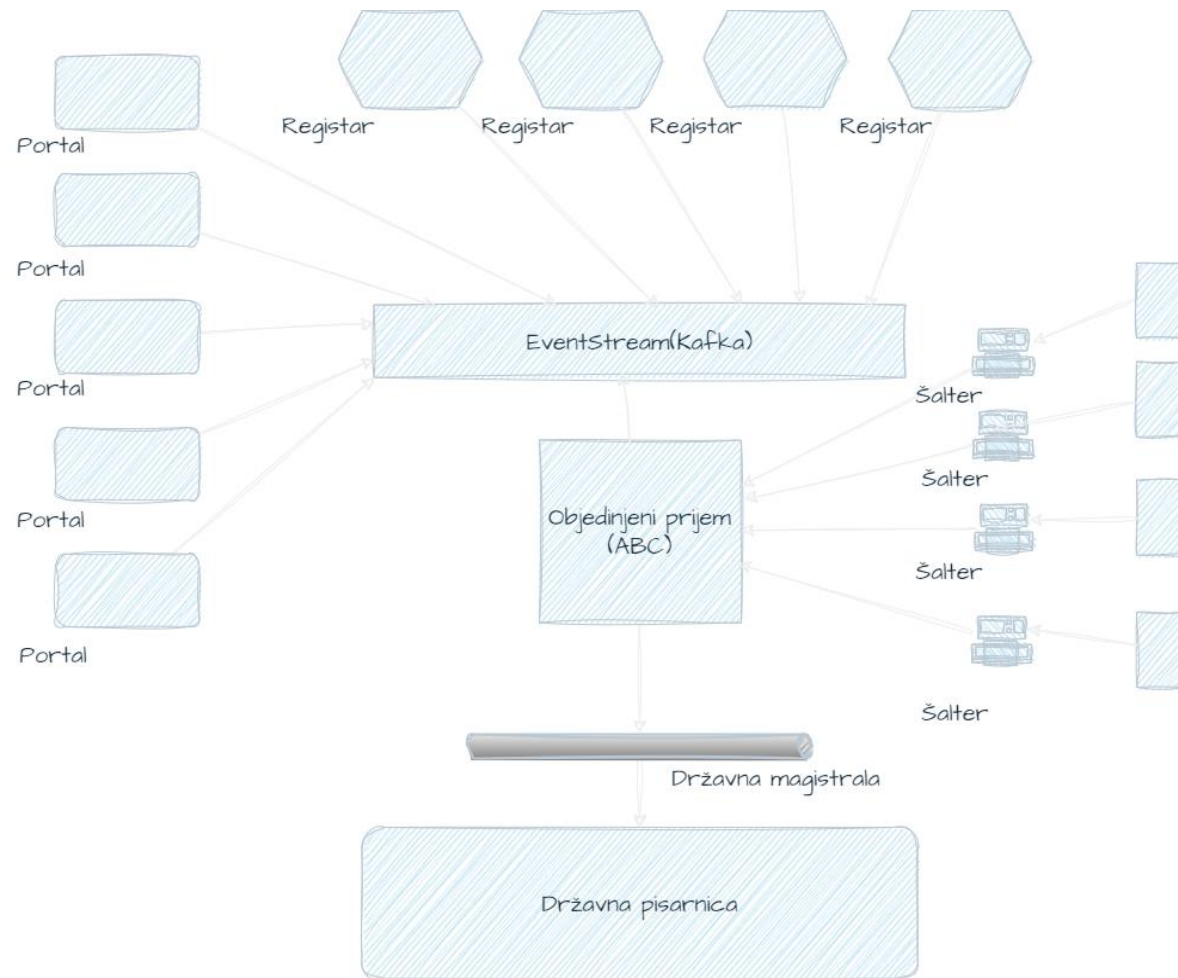 Registar
Registar
Registar
Registar
Portal
Portal
EventStream(Kafka)
Portal
Šalter
Šalter
Portal
Objedinjeni prijem
(ABC)
Šalter
Portal
Šalter
Državna magistrala
Državna pisarnica